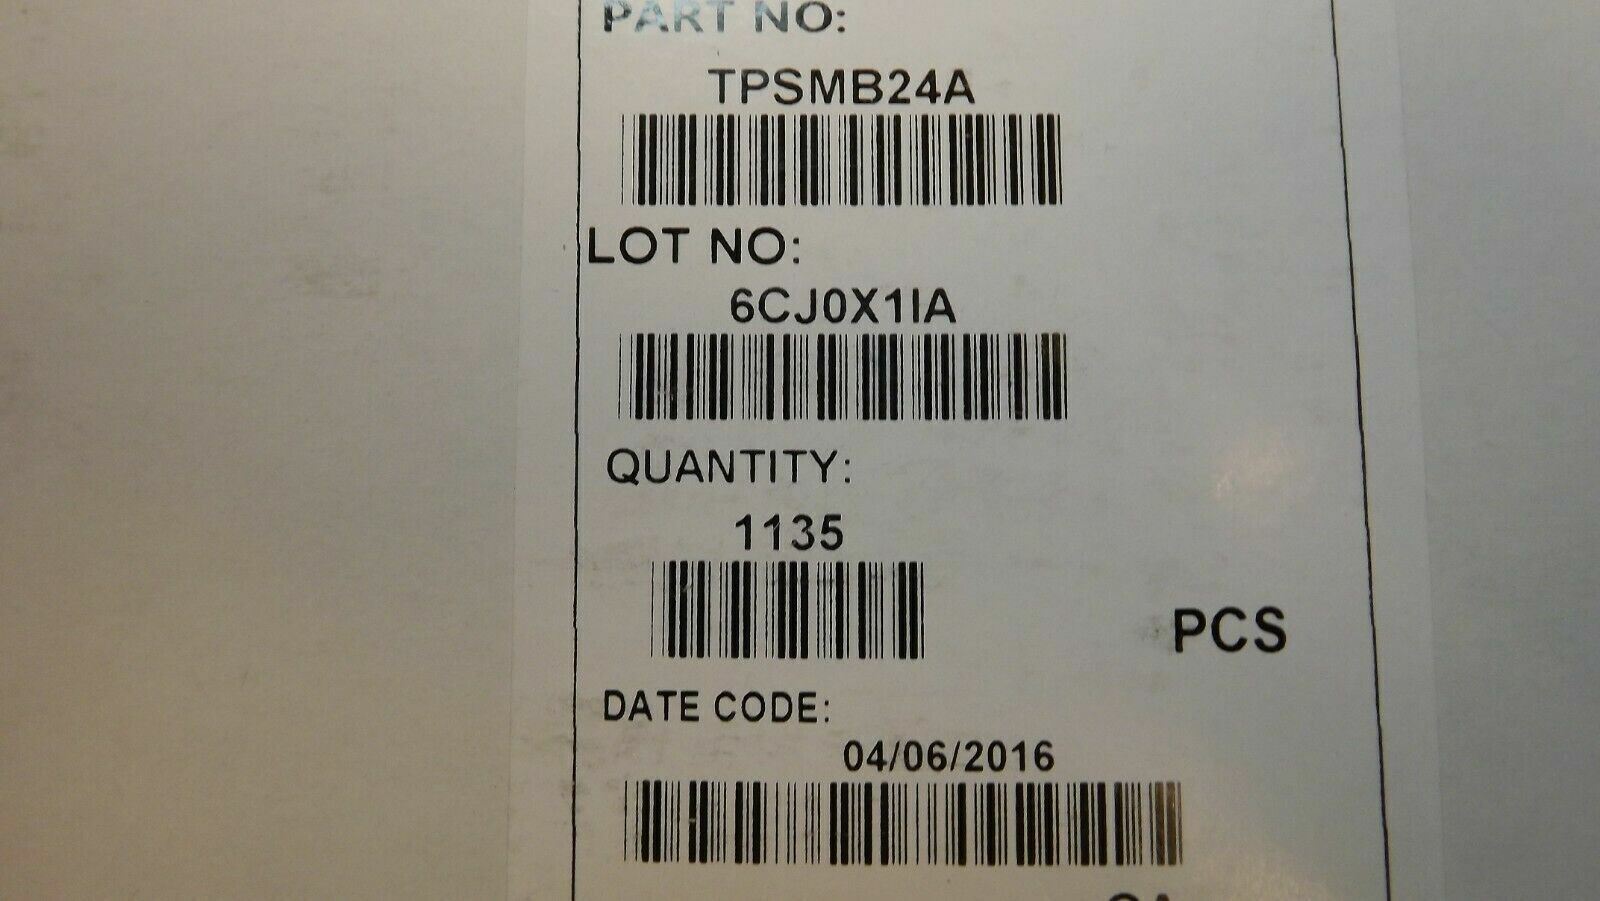 PART NO:
TPSMB24A
LOT NO:
6CJ0X1IA
QUANTITY:
1135
PCS
DATE CODE:
04/06/2016